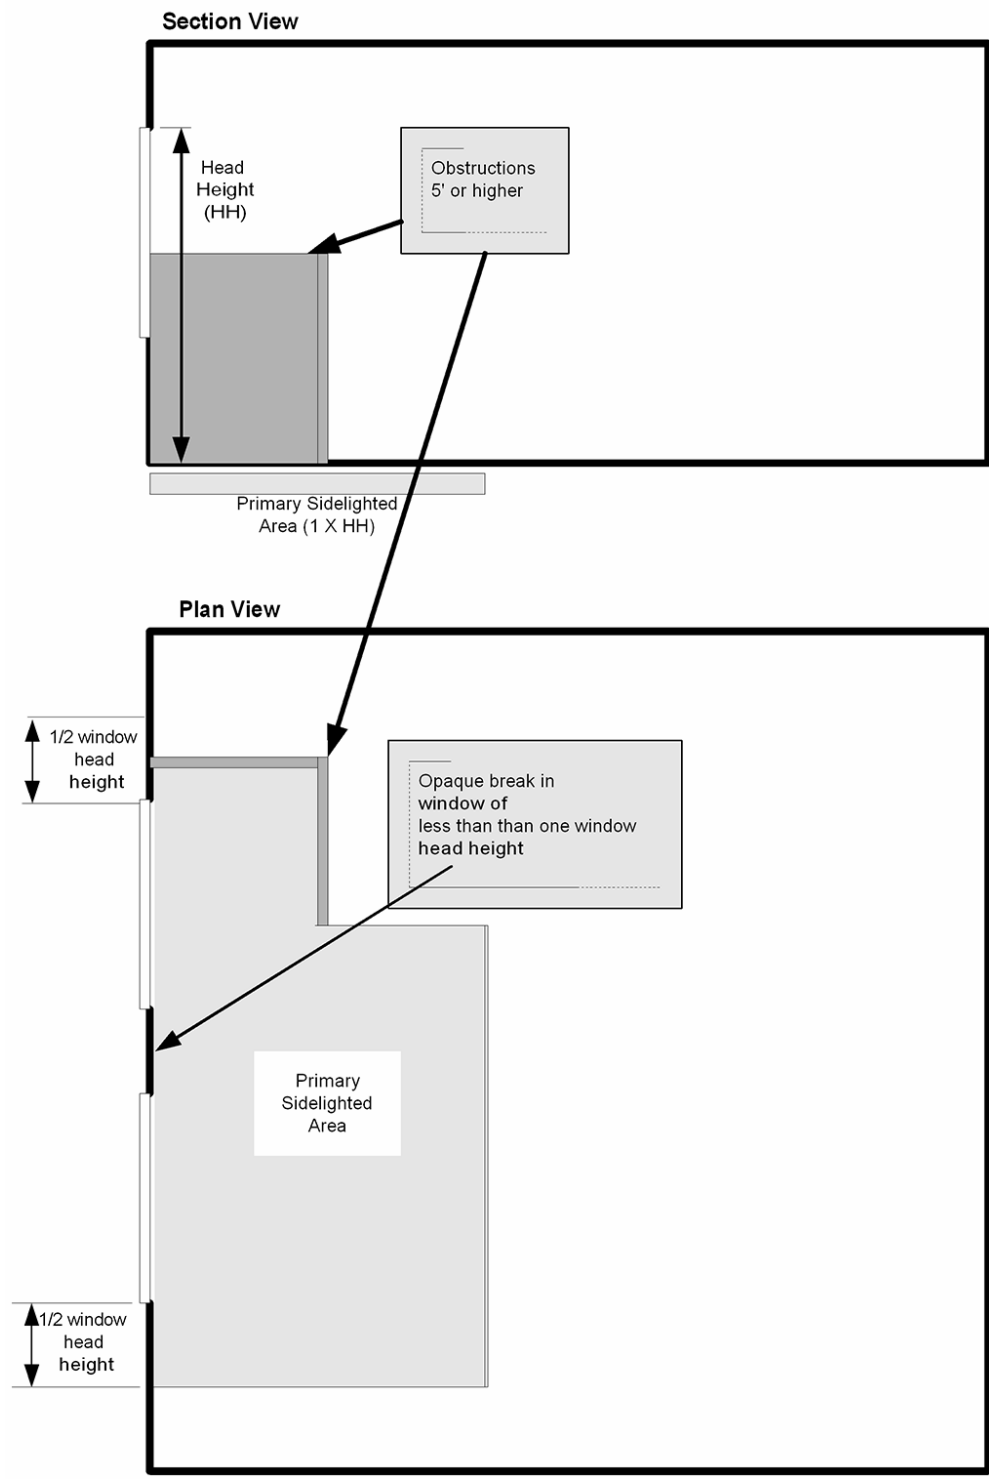 Section View
Head
Height
(HH)
Obstructions
5' or higher
Primary Sidelighted
Area (1 X HH)
Plan View
1/2 window
head
height
Opaque break in
window of
less than than one window
head height
Primary
Sidelighted
Area
1/2 window
head
height